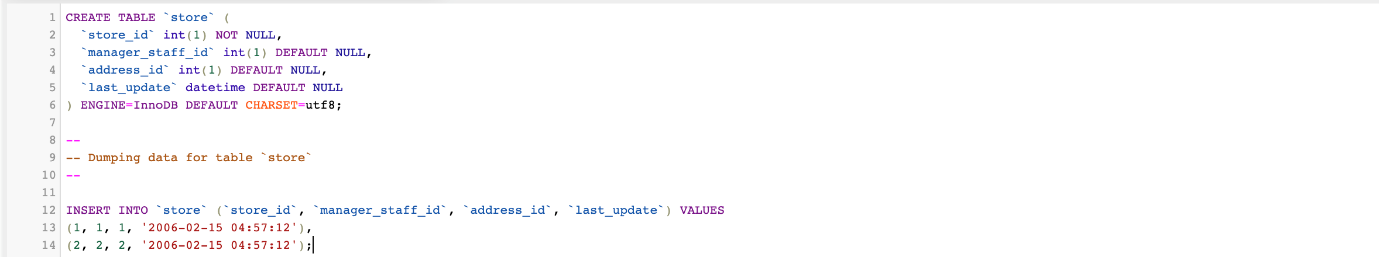 1 CREATE TABLE `store` (
2   `store_id` int(1) NOT NULL,
3   `manager_staff_id` int(1) DEFAULT NULL,
4   `address_id` int(1) DEFAULT NULL,
5   `last_update` datetime DEFAULT NULL
6 ) ENGINE=InnoDB DEFAULT CHARSET=utf8;
7
8 --
9 -- Dumping data for table `store`
10 --
11
12 INSERT INTO `store` (`store_id`, `manager_staff_id`, `address_id`, `last_update`) VALUES
13 (1, 1, 1, '2006-02-15 04:57:12'),
14 (2, 2, 2, '2006-02-15 04:57:12');